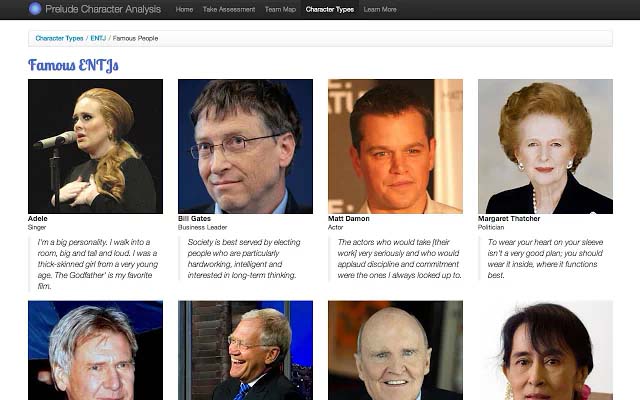 Prelude Character Analysis Home Take Assessment Team Map Character Types Learn More
Character Types / ENTJ / Famous People
Famous ENTJs
Adele
Singer
I'm a big personality. I walk into a
room, big and tall and loud. I was a
thick-skinned girl from a very young
age. The Godfather' is my favorite
film.
Bill Gates
Business Leader
Society is best served by electing
people who are particularly
hardworking, intelligent and
interested in long-term thinking.
Matt Damon
Actor
The actors who would take [their
work] very seriously and who would
applaud discipline and commitment
were the ones I always looked up to.
Margaret Thatcher
Politician
To wear your heart on your sleeve
isn't a very good plan; you should
wear it inside, where it functions
best.